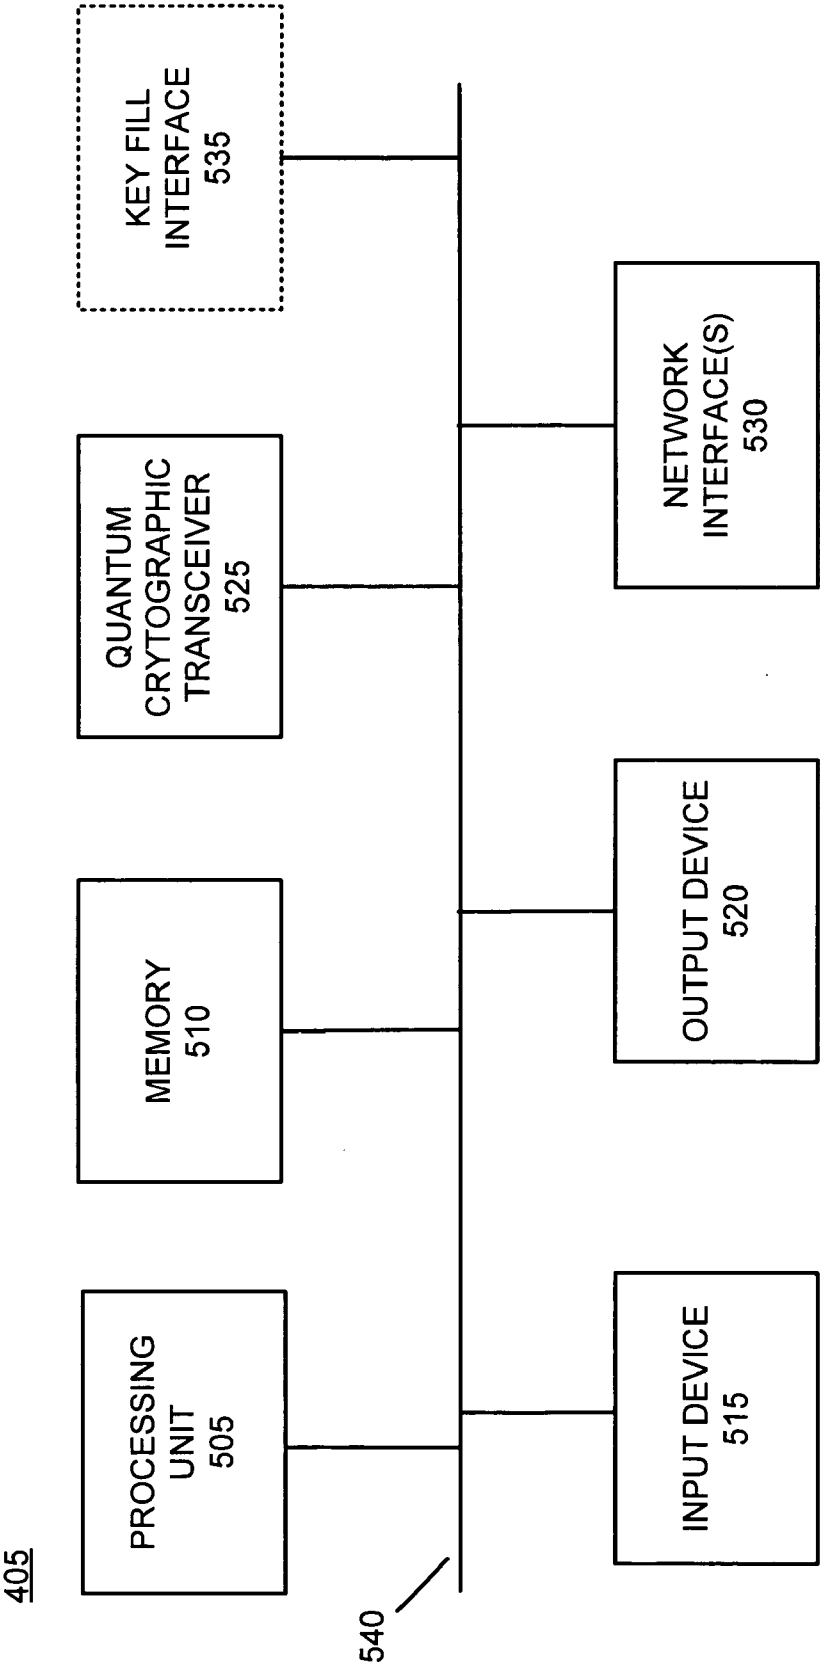 405
PROCESSING
UNIT
505
MEMORY
510
QUANTUM
CRYTOGRAPHIC
TRANSCEIVER
525
KEY FILL
INTERFACE
535
540
INPUT DEVICE
515
OUTPUT DEVICE
520
NETWORK
INTERFACE(S)
530